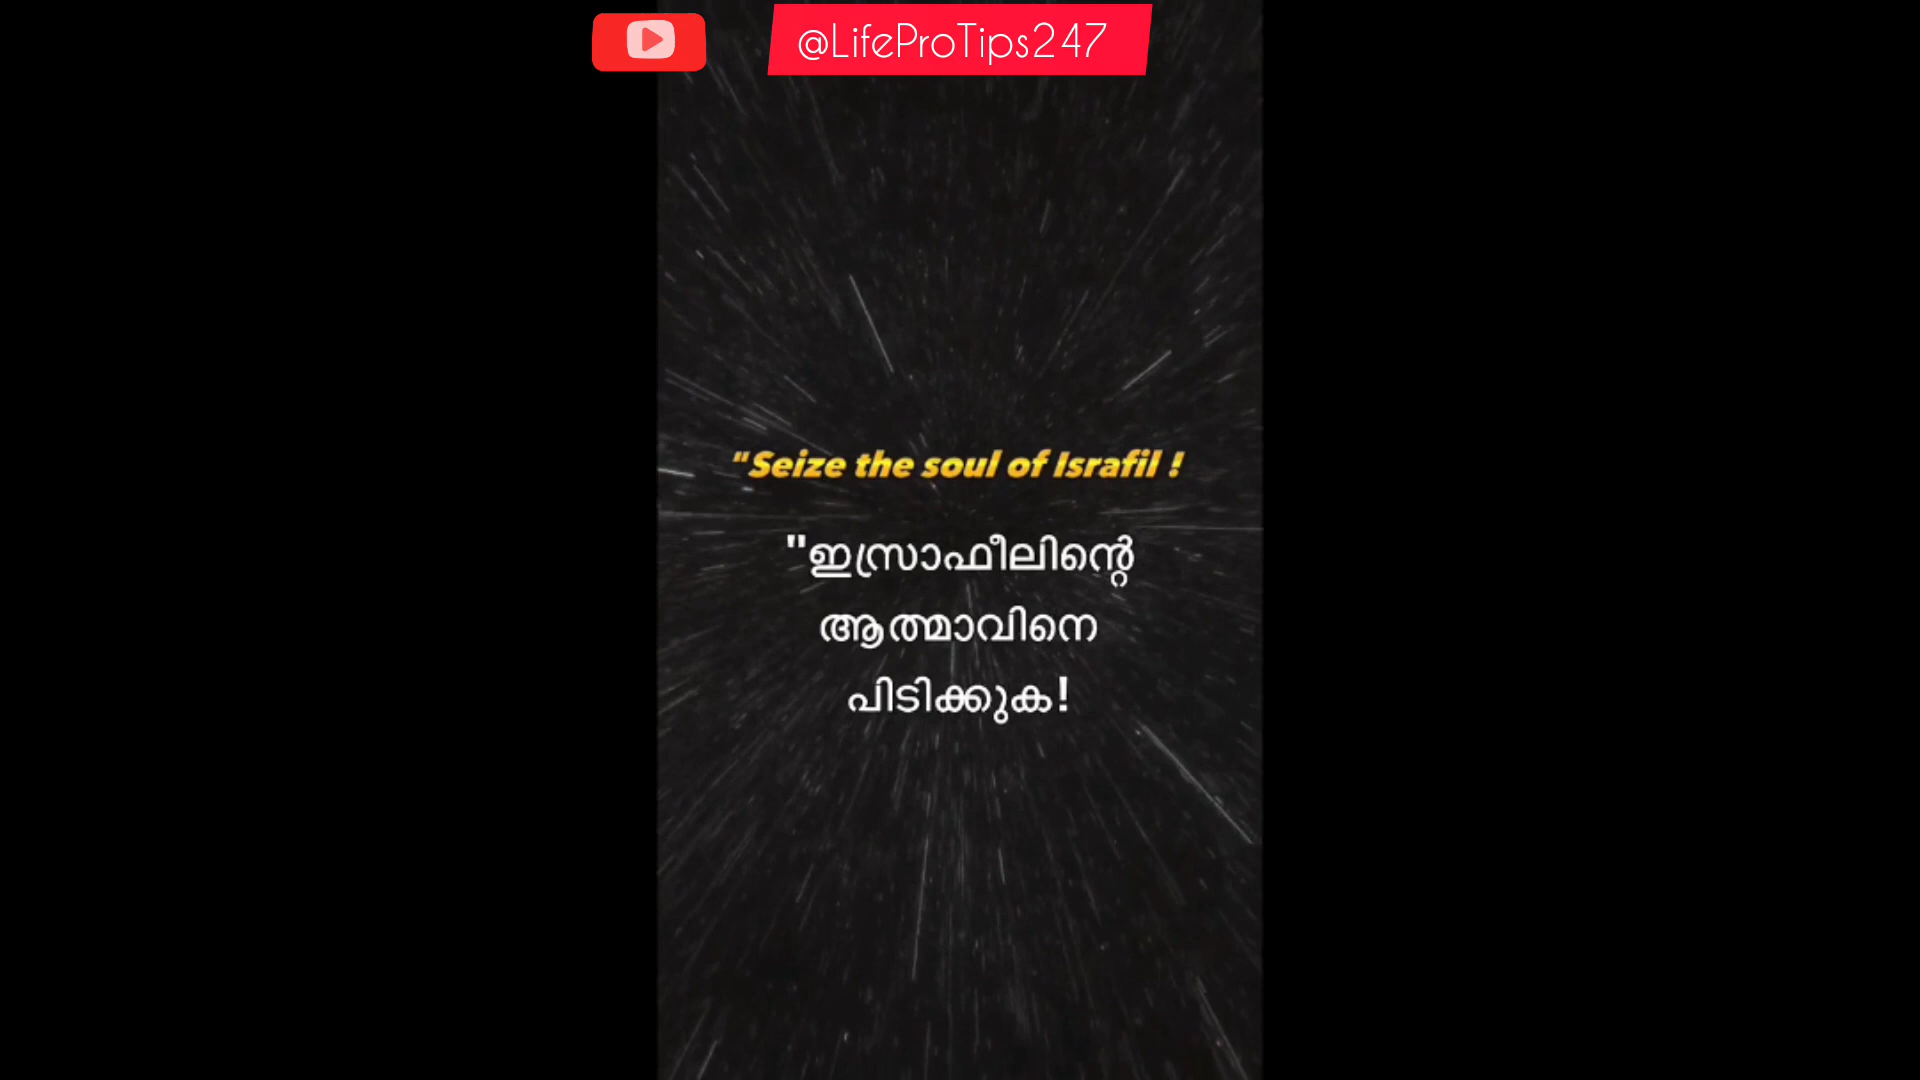 @LifeProTips247
"Seize the soul of Israfil !
"ഇസ്രാഫീലിന്റെ
ആത്മാവിനെ
പിടിക്കുക!